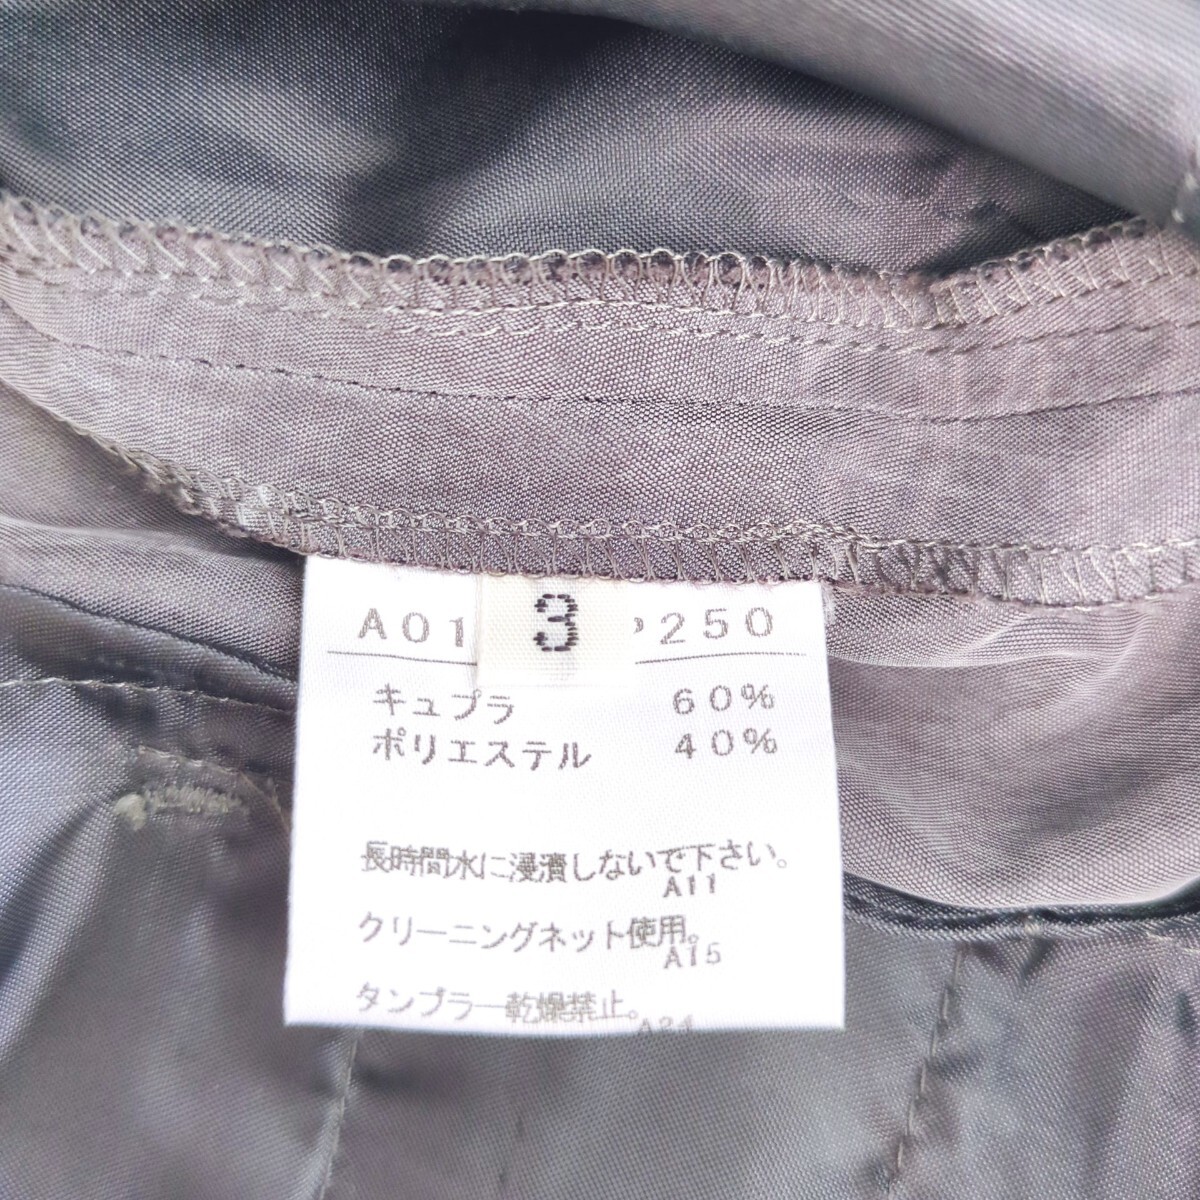 A01 3 P250
キュプラ 60%
ポリエステル 40%
長時間水に浸漬しないで下さい。
A11
クリーニングネット使用。
A15
タンブラー乾燥禁止。
A24